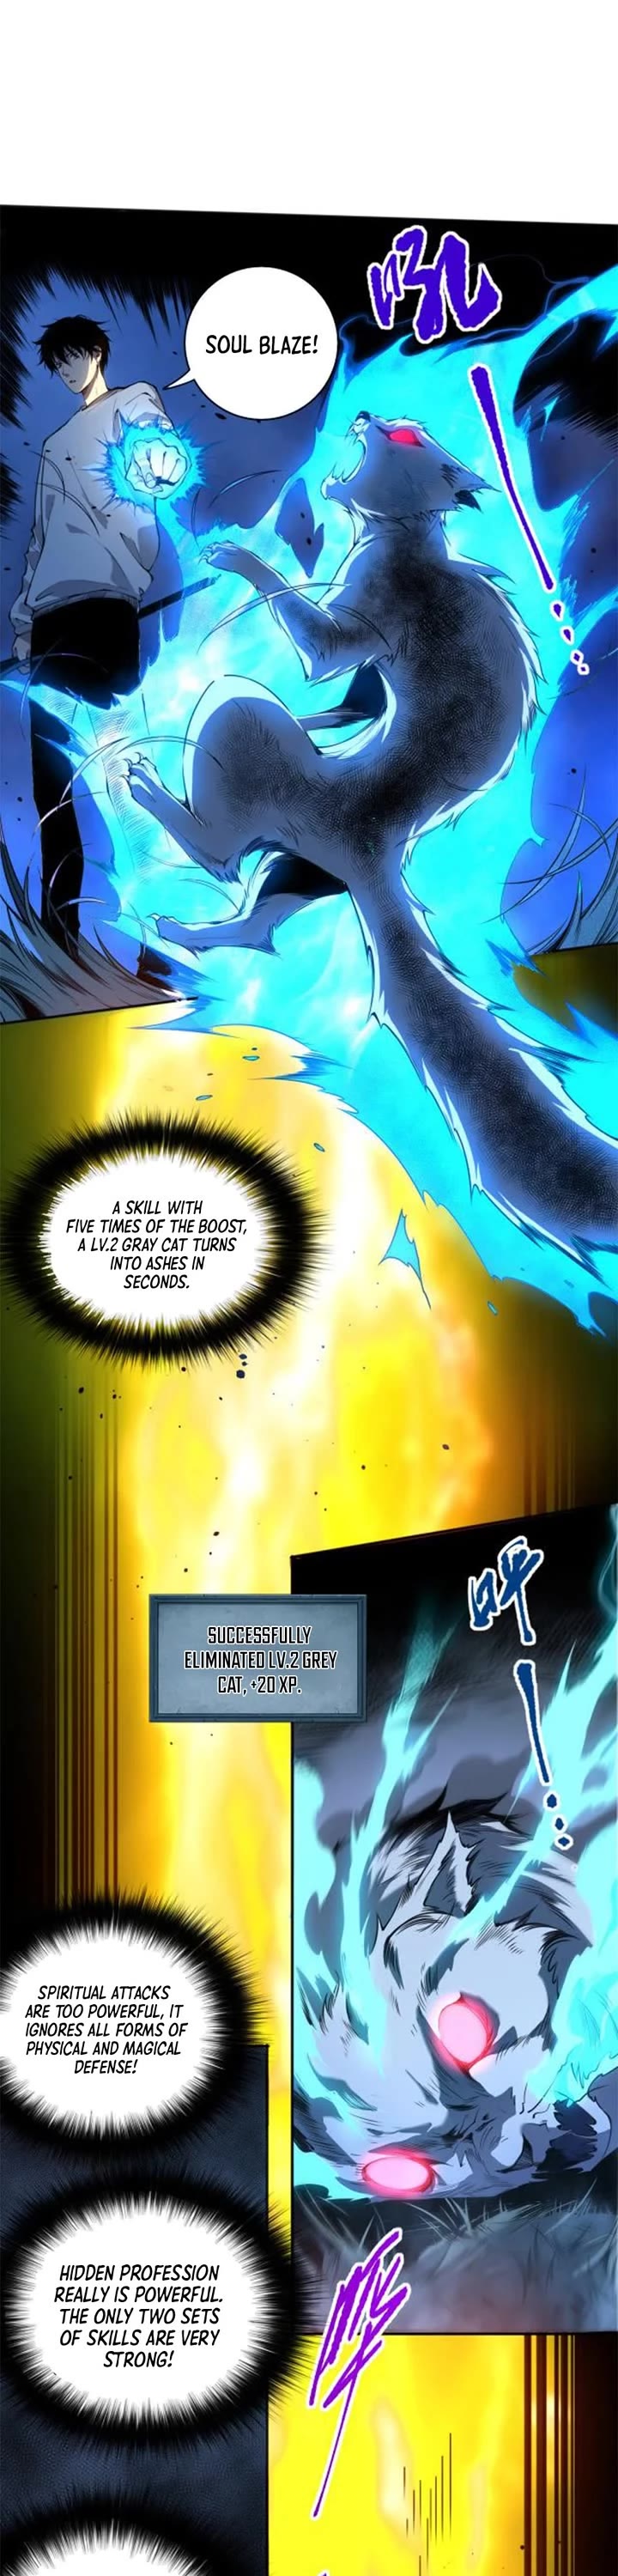 吼
SOUL BLAZE!
A SKILL WITH
FIVE TIMES OF THE BOOST,
A LV.2 GRAY CAT TURNS
INTO ASHES IN
SECONDS.
呼
SUCCESSFULLY
ELIMINATED LV.2 GREY
CAT, +20 XP.
SPIRITUAL ATTACKS
ARE TOO POWERFUL, IT
IGNORES ALL FORMS OF
PHYSICAL AND MAGICAL
DEFENSE!
HIDDEN PROFESSION
REALLY IS POWERFUL.
THE ONLY TWO SETS
OF SKILLS ARE VERY
STRONG!